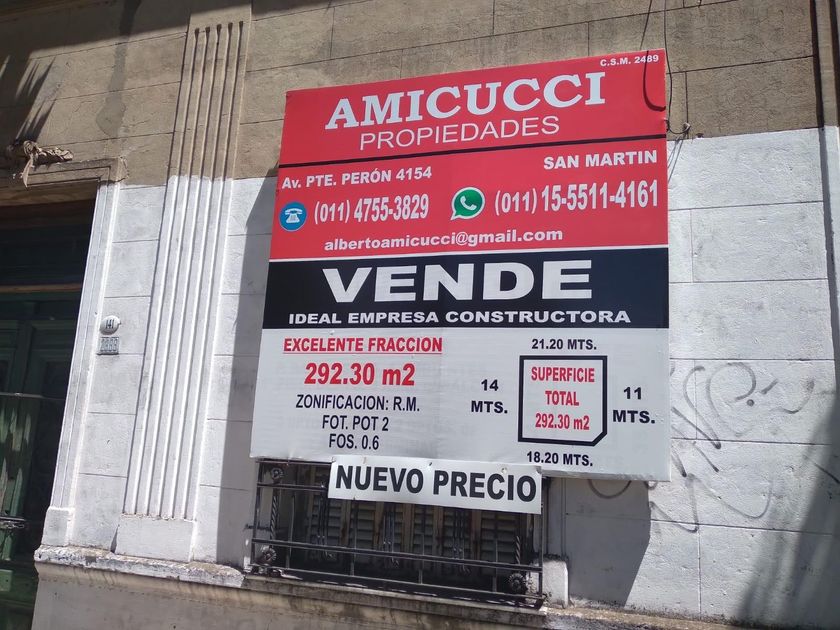 C.S.M. 2489
AMICUCCI
PROPIEDADES
Av. PTE. PERÓN 4154
SAN MARTIN
(011) 4755-3829
(011) 15-5511-4161
albertoamicucci@gmail.com
VENDE
IDEAL EMPRESA CONSTRUCTORA
EXCELENTE FRACCION
292.30 m2
ZONIFICACION: R.M.
FOT. POT 2
FOS. 0.6
21.20 MTS.
14 MTS.
SUPERFICIE
TOTAL
292.30 m2
11 MTS.
18.20 MTS.
NUEVO PRECIO
141